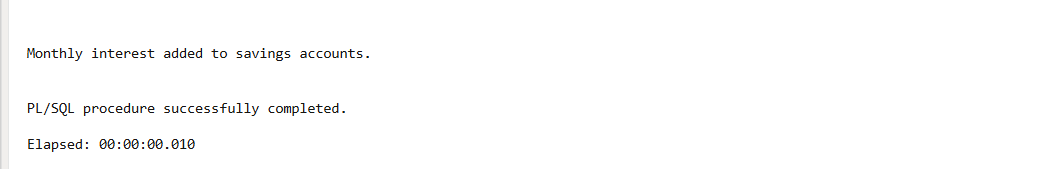 Monthly interest added to savings accounts.
PL/SQL procedure successfully completed.
Elapsed: 00:00:00.010